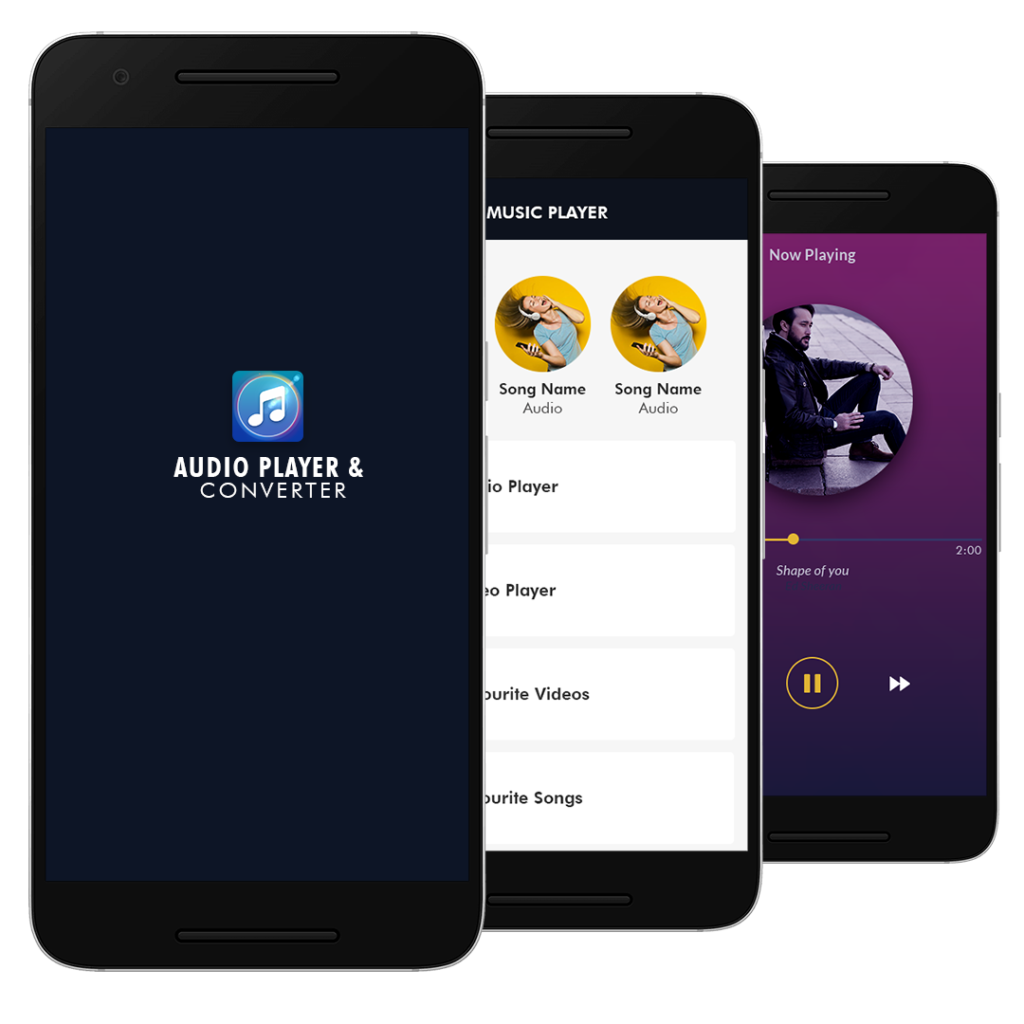 AUDIO PLAYER &
CONVERTER
MUSIC PLAYER
Song Name
Audio
Song Name
Audio
io Player
eo Player
ourite Videos
ourite Songs
Now Playing
2:00
Shape of you